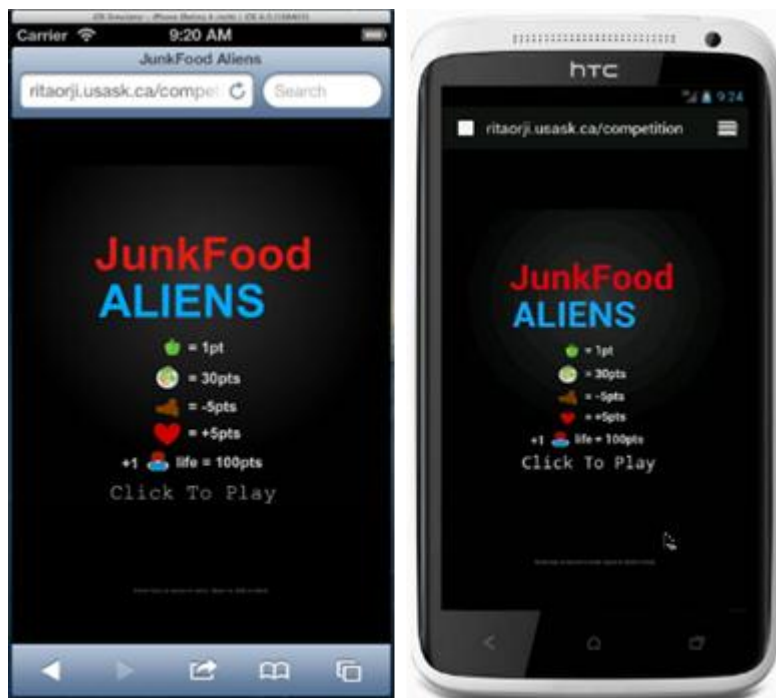 Carrier 9:20 AM
JunkFood Aliens
ritaorji.usask.ca/compet Search
JunkFood
ALIENS
= 1pt
= 30pts
= -5pts
= +5pts
+1 life = 100pts
Click To Play
hTC
9:24
ritaorji.usask.ca/competition
JunkFood
ALIENS
= 1pt
= 30pts
= -5pts
= +5pts
+1 life = 100pts
Click To Play